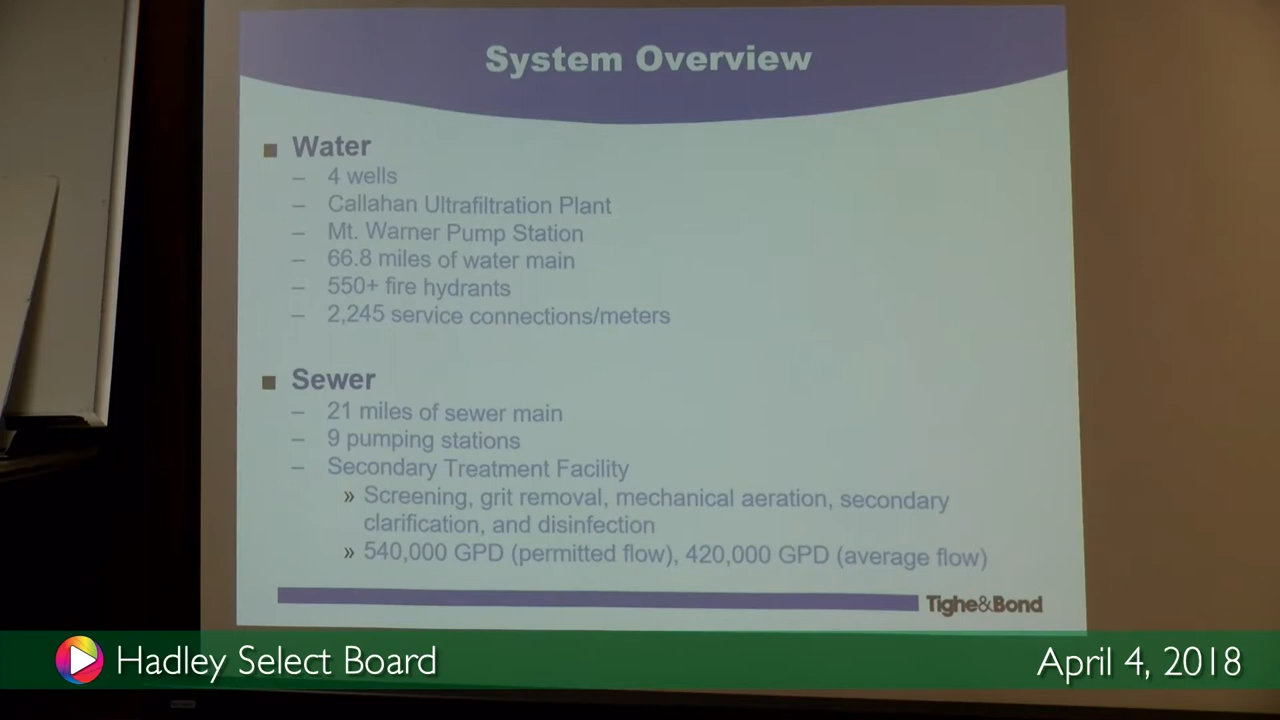 System Overview
■ Water
– 4 wells
– Callahan Ultrafiltration Plant
– Mt. Warner Pump Station
– 66.8 miles of water main
– 550+ fire hydrants
– 2,245 service connections/meters
■ Sewer
– 21 miles of sewer main
– 9 pumping stations
– Secondary Treatment Facility
» Screening, grit removal, mechanical aeration, secondary
clarification, and disinfection
» 540,000 GPD (permitted flow), 420,000 GPD (average flow)
Tighe&Bond
Hadley Select Board
April 4, 2018